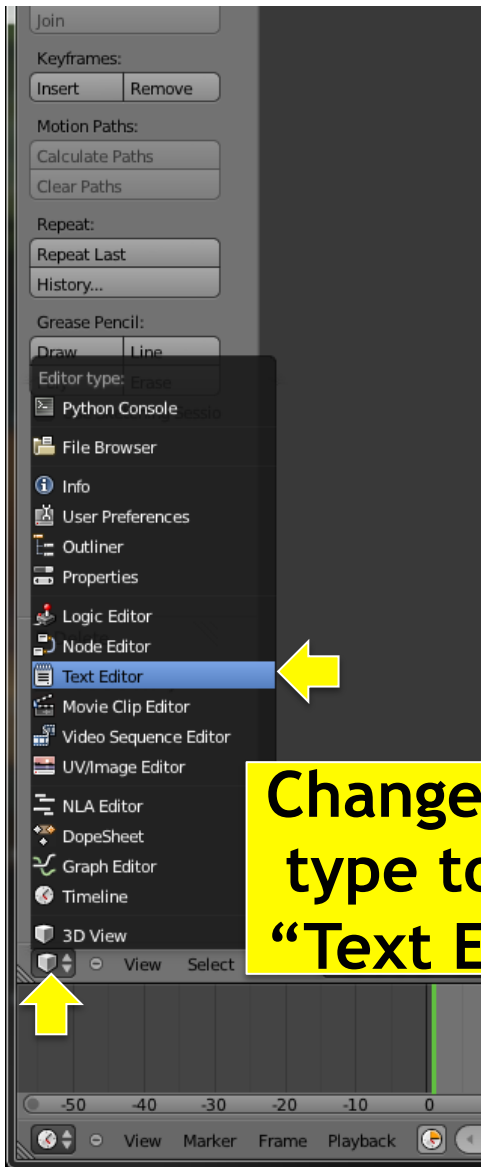 Join
Keyframes:
Insert Remove
Motion Paths:
Calculate Paths
Clear Paths
Repeat:
Repeat Last
History...
Grease Pencil:
Draw Line
Editor type:
Erase
Python Console
File Browser
Info
User Preferences
Outliner
Properties
Logic Editor
Node Editor
Text Editor
Movie Clip Editor
Video Sequence Editor
UV/Image Editor
NLA Editor
DopeSheet
Graph Editor
Timeline
3D View
Change
type to
“Text E
View Select
-50 -40 -30 -20 -10 0
View Marker Frame Playback